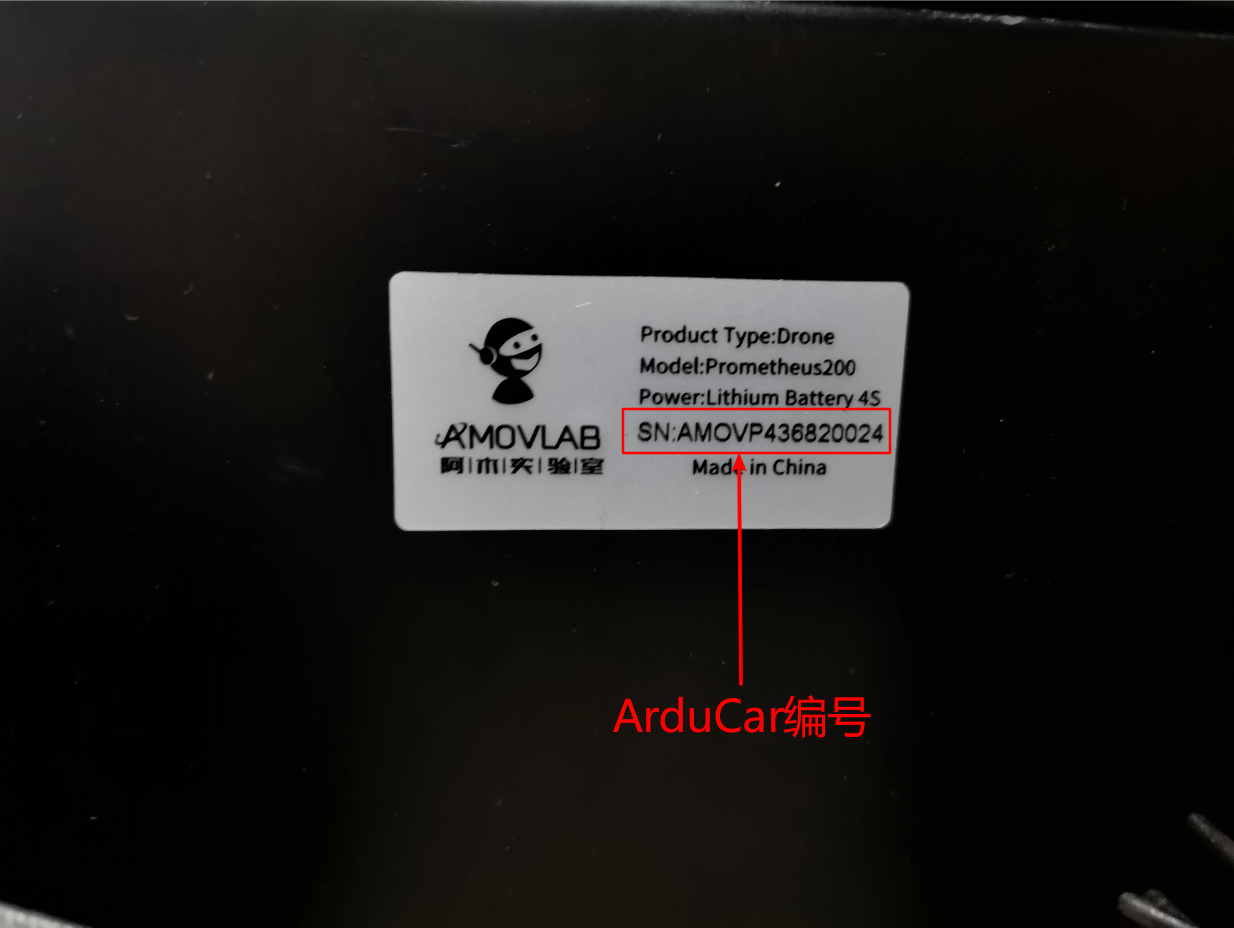 Product Type:Drone
Model:Prometheus200
Power:Lithium Battery 4S
SN:AMOVP436820024
Made in China
AMOVLAB
阿|木|实|验|室
ArduCar编号